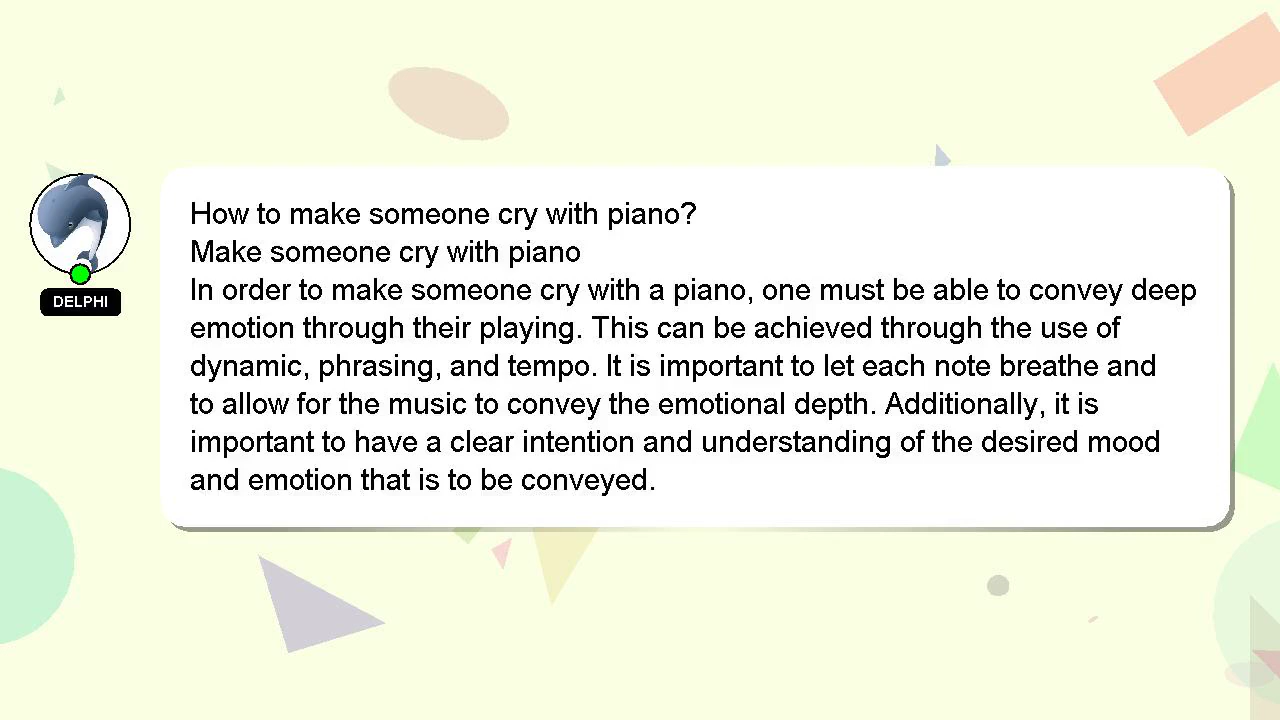 How to make someone cry with piano?
Make someone cry with piano
In order to make someone cry with a piano, one must be able to convey deep
emotion through their playing. This can be achieved through the use of
dynamic, phrasing, and tempo. It is important to let each note breathe and
to allow for the music to convey the emotional depth. Additionally, it is
important to have a clear intention and understanding of the desired mood
and emotion that is to be conveyed.
DELPHI